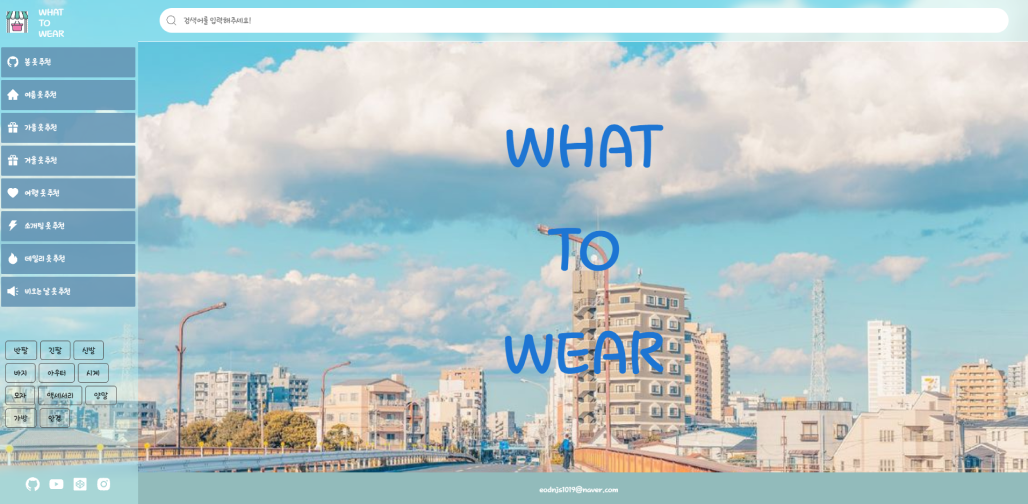 WHAT
TO
WEAR
검색어를 입력해주세요!
봄 옷 추천
여름 옷 추천
가을 옷 추천
겨울 옷 추천
여행 옷 추천
소개팅 옷 추천
데일리 옷 추천
비오는 날 옷 추천
반팔 긴팔 신발
바지 아우터 시계
모자 액세서리 양말
가방 안경
WHAT
TO
WEAR
eodnjs1019@naver.com